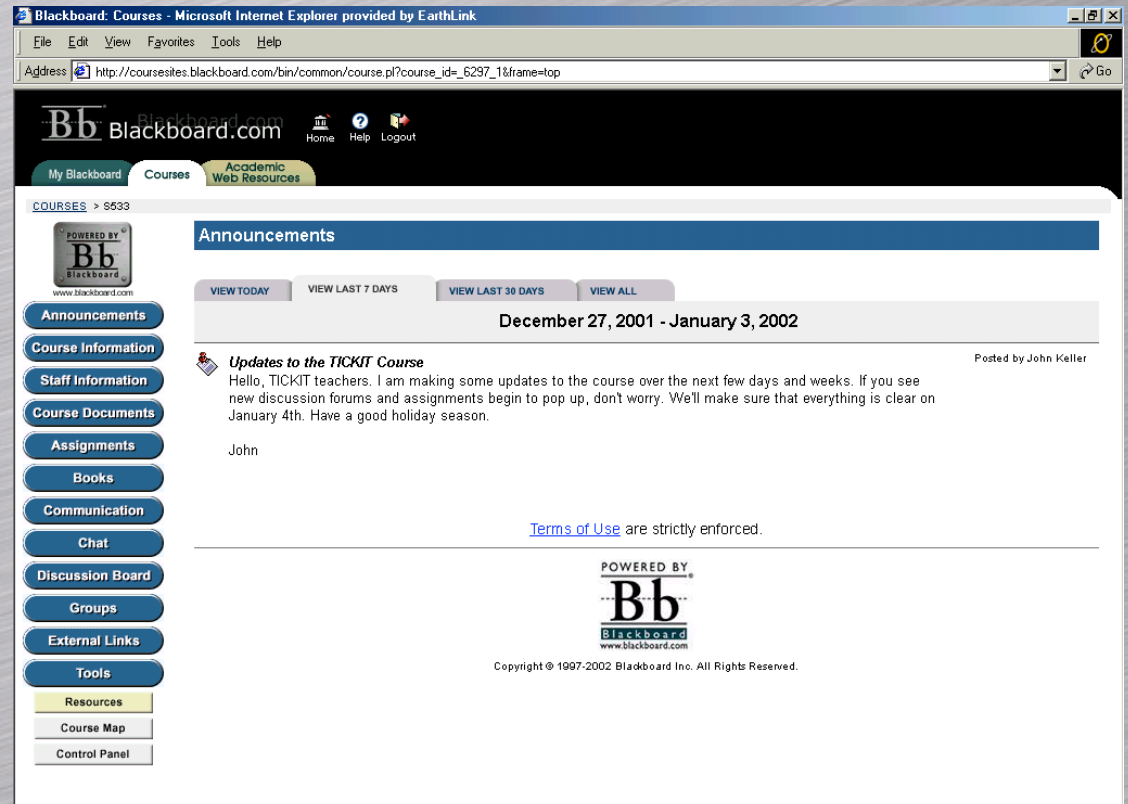 Blackboard: Courses - Microsoft Internet Explorer provided by EarthLink
File Edit View Favorites Tools Help
Address http://coursesites.blackboard.com/bin/common/course.pl?course_id=_6297_1&frame=top Go
Bb Blackboard.com
Blackboard.com
Home Help Logout
My Blackboard Courses Academic Web Resources
COURSES > S533
POWERED BY
Bb
Blackboard
www.blackboard.com
Announcements
Course Information
Staff Information
Course Documents
Assignments
Books
Communication
Chat
Discussion Board
Groups
External Links
Tools
Resources
Course Map
Control Panel
Announcements
VIEW TODAY VIEW LAST 7 DAYS VIEW LAST 30 DAYS VIEW ALL
December 27, 2001 - January 3, 2002
Updates to the TICKIT Course Posted by John Keller
Hello, TICKIT teachers. I am making some updates to the course over the next few days and weeks. If you see
new discussion forums and assignments begin to pop up, don't worry. We'll make sure that everything is clear on
January 4th. Have a good holiday season.
John
Terms of Use are strictly enforced.
POWERED BY
Bb
Blackboard
www.blackboard.com
Copyright © 1997-2002 Blackboard Inc. All Rights Reserved.